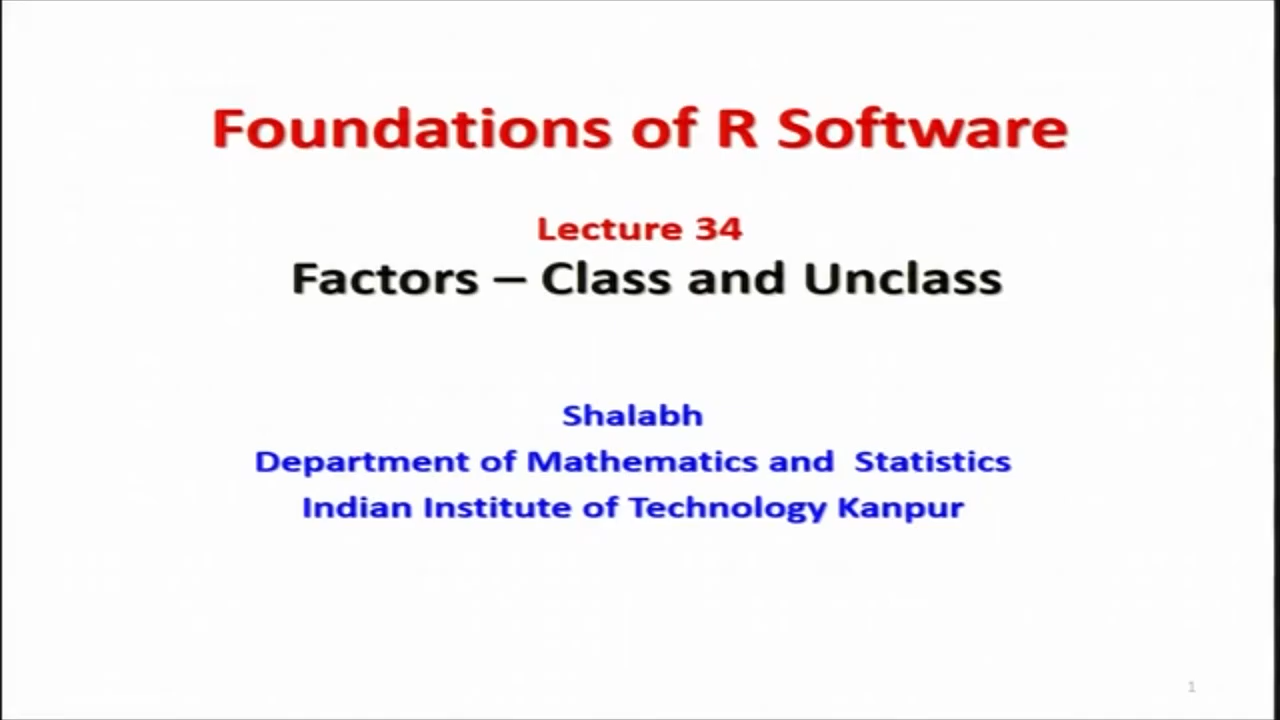 Foundations of R Software
Lecture 34
Factors – Class and Unclass
Shalabh
Department of Mathematics and Statistics
Indian Institute of Technology Kanpur
1